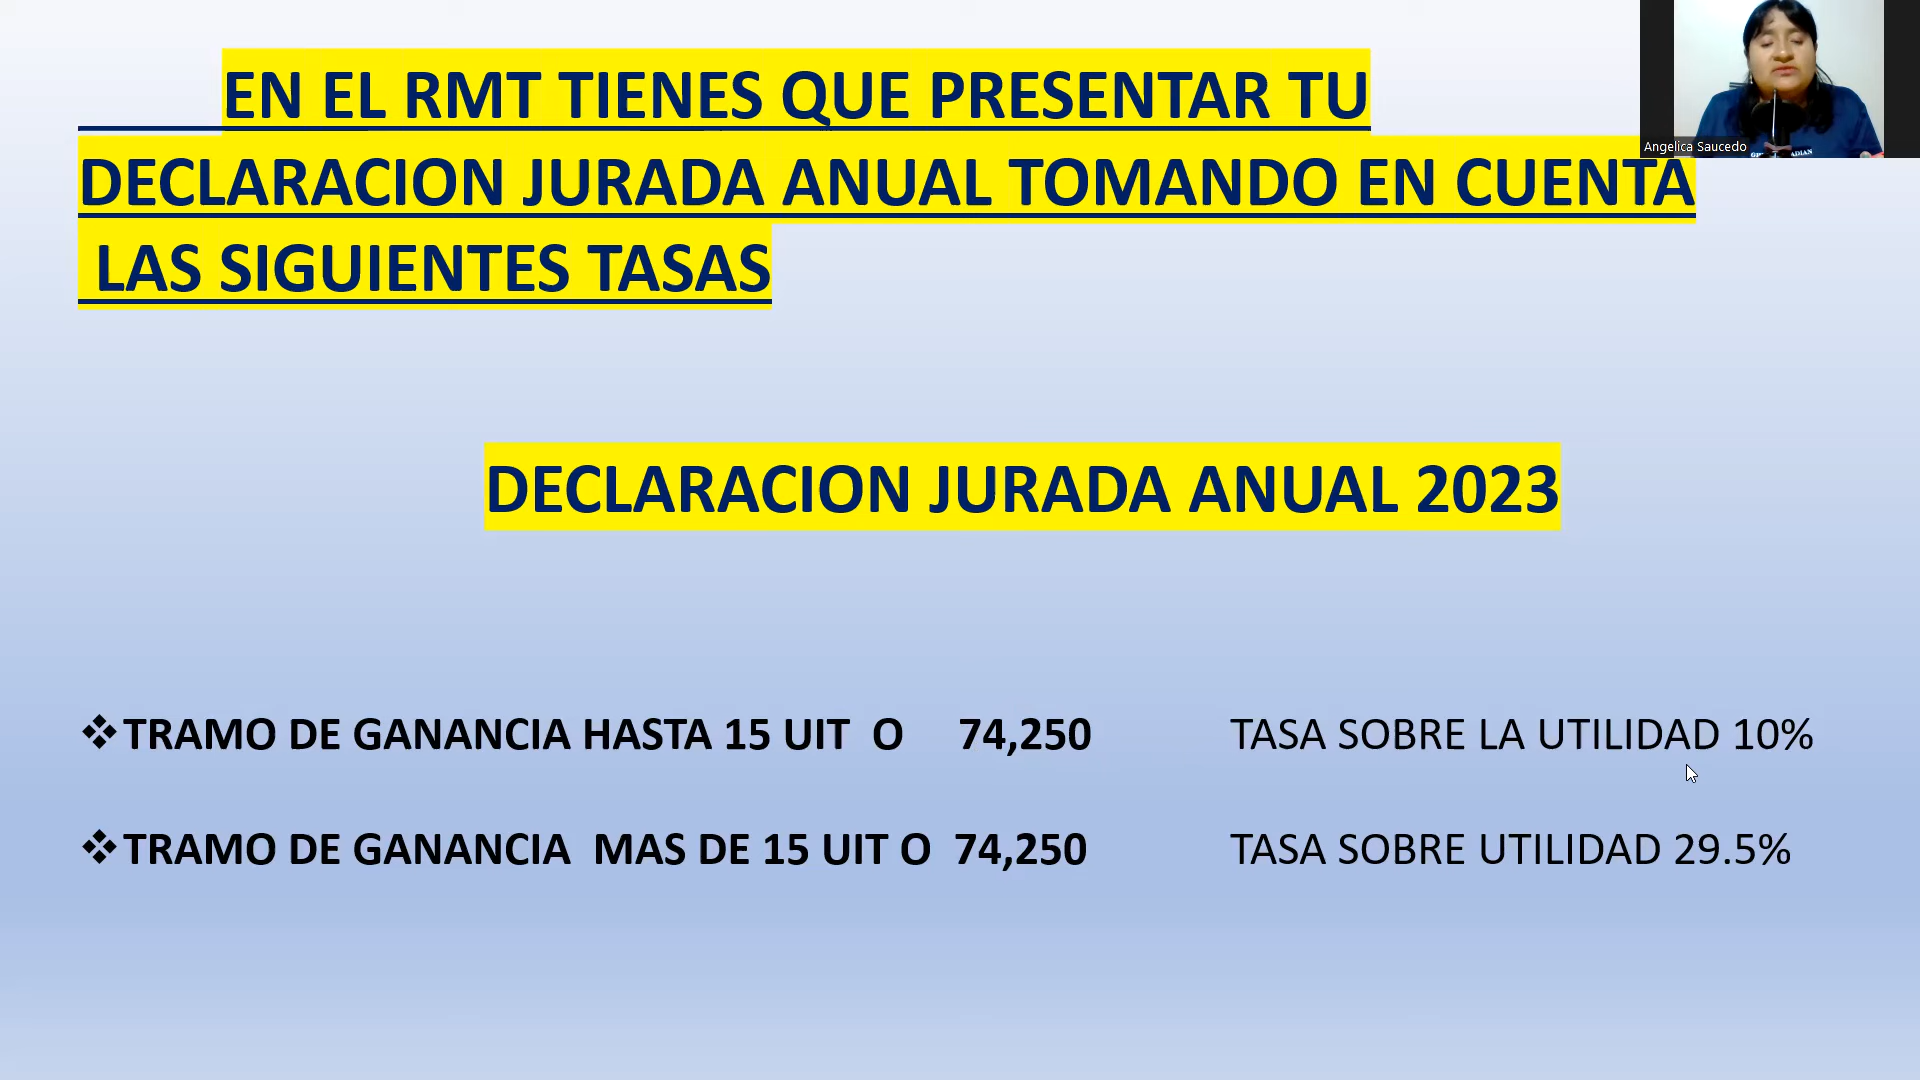 EN EL RMT TIENES QUE PRESENTAR TU
DECLARACION JURADA ANUAL TOMANDO EN CUENTA
LAS SIGUIENTES TASAS
Angelica Saucedo
DECLARACION JURADA ANUAL 2023
❖TRAMO DE GANANCIA HASTA 15 UIT O 74,250 TASA SOBRE LA UTILIDAD 10%
❖TRAMO DE GANANCIA MAS DE 15 UIT O 74,250 TASA SOBRE UTILIDAD 29.5%